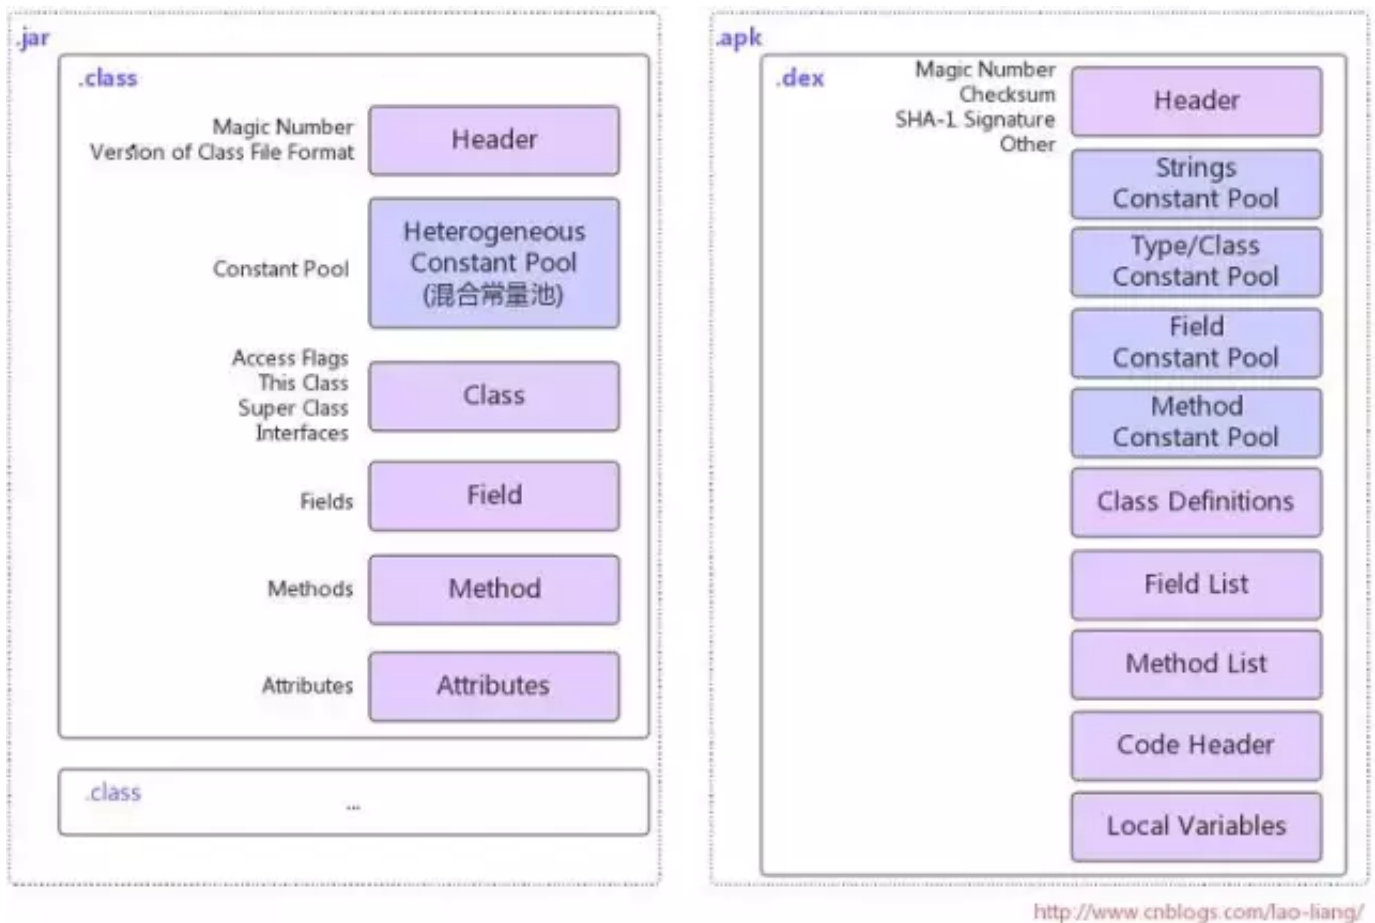 .jar
.class
Magic Number
Version of Class File Format
Header
Constant Pool
Heterogeneous
Constant Pool
(混合常量池)
Access Flags
This Class
Super Class
Interfaces
Class
Fields
Field
Methods
Method
Attributes
Attributes
.class
...
.apk
.dex
Magic Number
Checksum
SHA-1 Signature
Other
Header
Strings
Constant Pool
Type/Class
Constant Pool
Field
Constant Pool
Method
Constant Pool
Class Definitions
Field List
Method List
Code Header
Local Variables
http://www.cnblogs.com/lao-liang/